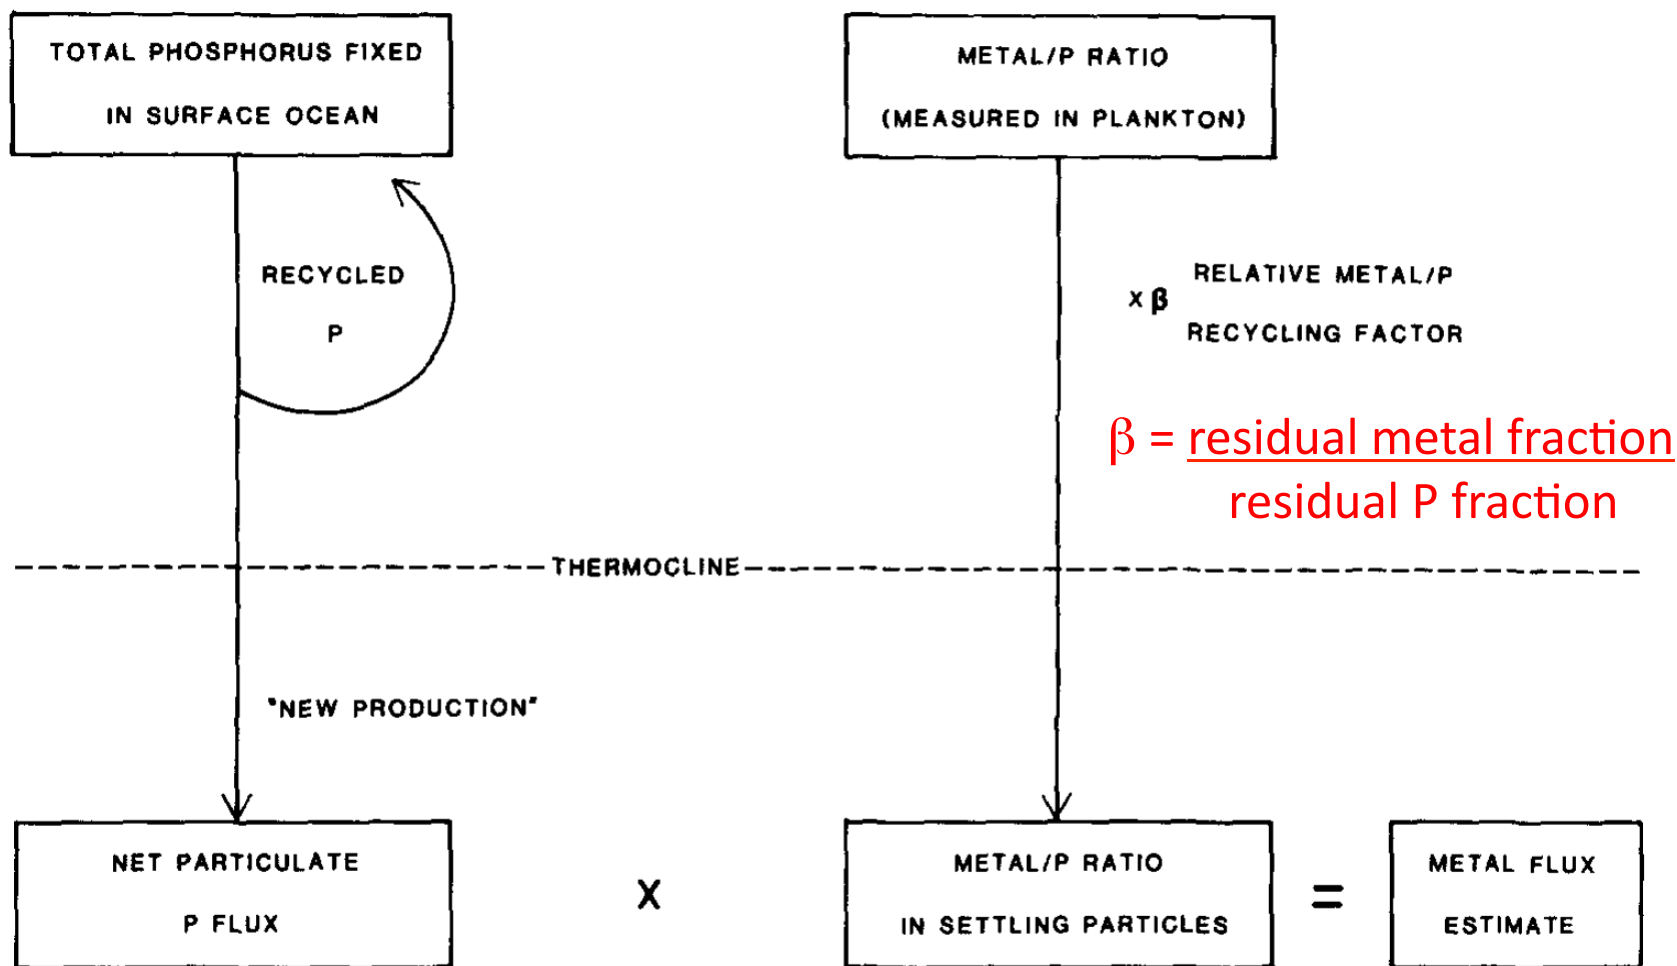 TOTAL PHOSPHORUS FIXED
IN SURFACE OCEAN
METAL/P RATIO
(MEASURED IN PLANKTON)
RECYCLED
P
x β
RELATIVE METAL/P
RECYCLING FACTOR
β = residual metal fraction
residual P fraction
THERMOCLINE
"NEW PRODUCTION"
NET PARTICULATE
P FLUX
X
METAL/P RATIO
IN SETTLING PARTICLES
=
METAL FLUX
ESTIMATE